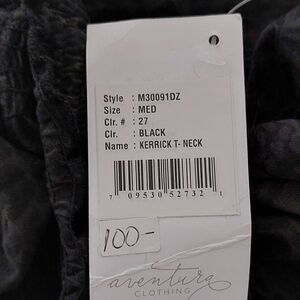 Style : M30091DZ
Size : MED
Clr. # : 27
Clr. : BLACK
Name : KERRICK T- NECK
7 09530 52732 1
100-
aventura
CLOTHING